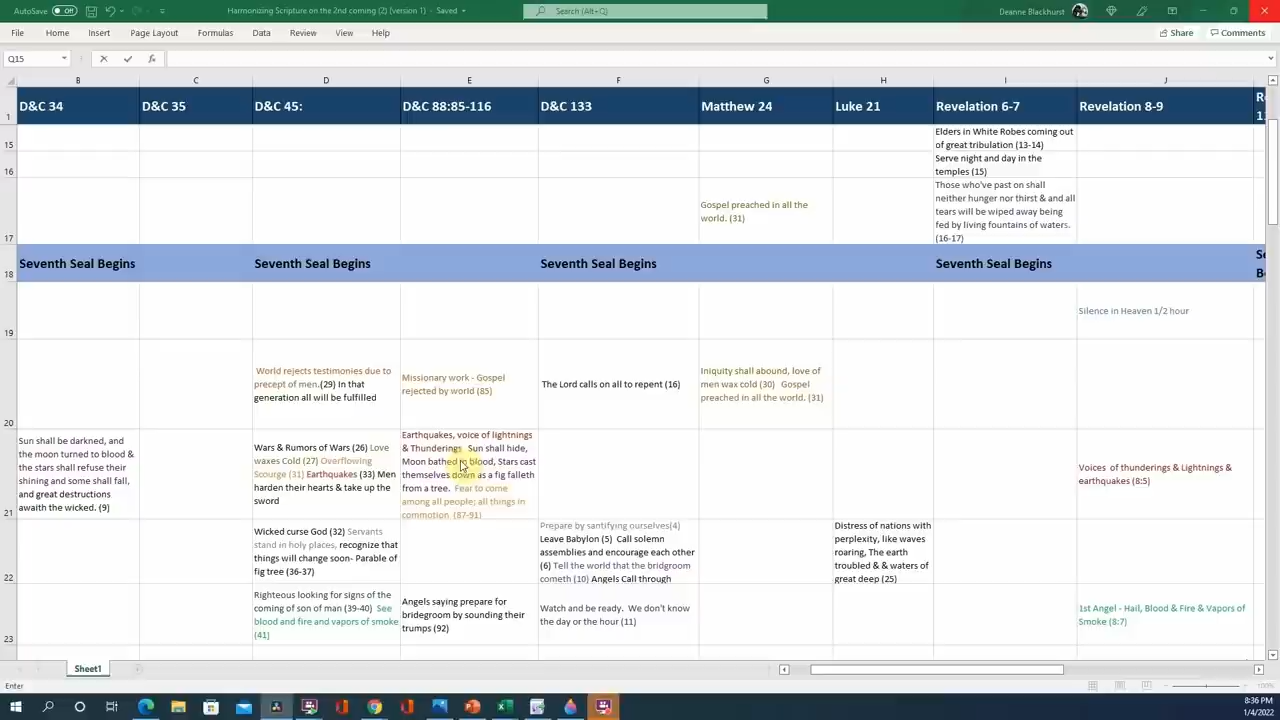 AutoSave Off
Harmonizing Scripture on the 2nd coming (2) (version 1) - Saved
Search (Alt+Q)
Deanne Blackhurst
File Home Insert Page Layout Formulas Data Review View Help
Share Comments
Q15
fx
B C D E F G H I J
1 D&C 34 D&C 35 D&C 45: D&C 88:85-116 D&C 133 Matthew 24 Luke 21 Revelation 6-7 Revelation 8-9
15
Elders in White Robes coming out
of great tribulation (13-14)
16
Serve night and day in the
temples (15)
17
Gospel preached in all the
world. (31)
Those who've past on shall
neither hunger nor thirst & and all
tears will be wiped away being
fed by living fountains of waters.
(16-17)
18
Seventh Seal Begins Seventh Seal Begins Seventh Seal Begins Seventh Seal Begins
19
Silence in Heaven 1/2 hour
20
World rejects testimonies due to
precept of men.(29) In that
generation all will be fulfilled
Missionary work - Gospel
rejected by world (85)
The Lord calls on all to repent (16)
Iniquity shall abound, love of
men wax cold (30) Gospel
preached in all the world. (31)
21
Sun shall be darkned, and
the moon turned to blood &
the stars shall refuse their
shining and some shall fall,
and great destructions
awaith the wicked. (9)
Wars & Rumors of Wars (26) Love
waxes Cold (27) Overflowing
Scourge (31) Earthquakes (33) Men
harden their hearts & take up the
sword
Earthquakes, voice of lightnings
& Thunderings Sun shall hide,
Moon bathed to blood, Stars cast
themselves down as a fig falleth
from a tree. Fear to come
among all people; all things in
commotion (87-91)
Voices of thunderings & Lightnings &
earthquakes (8:5)
22
Wicked curse God (32) Servants
stand in holy places, recognize that
things will change soon- Parable of
fig tree (36-37)
Prepare by santifying ourselves(4)
Leave Babylon (5) Call solemn
assemblies and encourage each other
(6) Tell the world that the bridgroom
cometh (10) Angels Call through
Distress of nations with
perplexity, like waves
roaring, The earth
troubled & & waters of
great deep (25)
23
Righteous looking for signs of the
coming of son of man (39-40) See
blood and fire and vapors of smoke
(41)
Angels saying prepare for
bridegroom by sounding their
trumps (92)
Watch and be ready. We don't know
the day or the hour (11)
1st Angel - Hail, Blood & Fire & Vapors of
Smoke (8:7)
Sheet1
Enter
100%
8:36 PM
1/4/2022